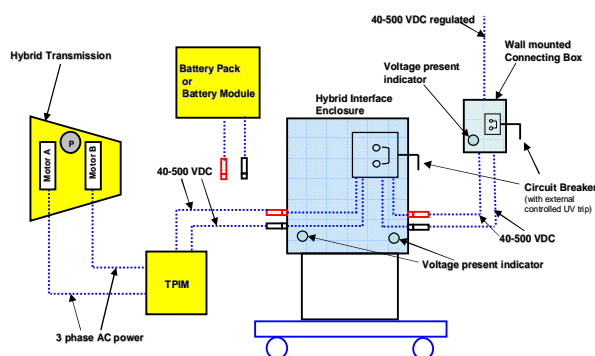 40-500 VDC regulated
Wall mounted
Connecting Box
Hybrid Transmission
Voltage present
indicator
Battery Pack
or
Battery Module
Hybrid Interface
Enclosure
P
Motor A
Motor B
40-500 VDC
Circuit Breaker
(with external
controlled UV trip)
40-500 VDC
Voltage present indicator
TPIM
3 phase AC power